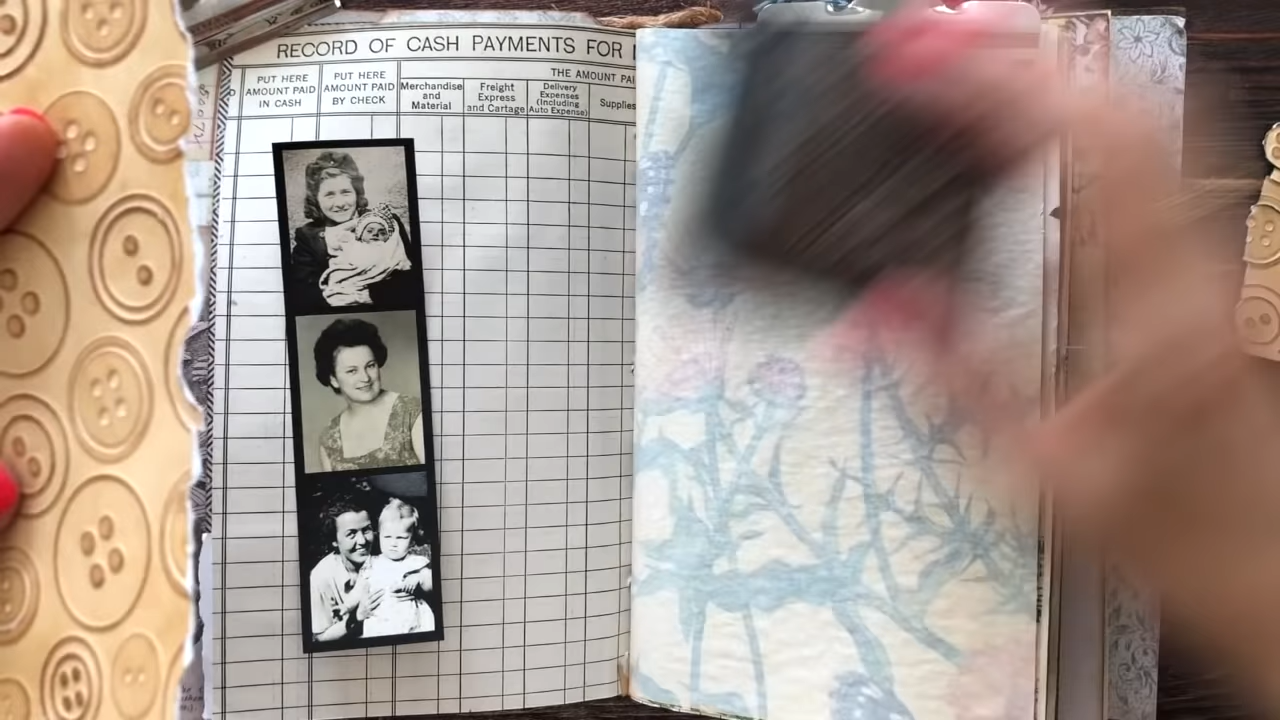 RECORD OF CASH PAYMENTS FOR
PUT HERE
AMOUNT PAID
IN CASH
PUT HERE
AMOUNT PAID
BY CHECK
THE AMOUNT PAI
Merchandise
and
Material
Freight
Express
and Cartage
Delivery
Expenses
(Including
Auto Expense)
Supplies